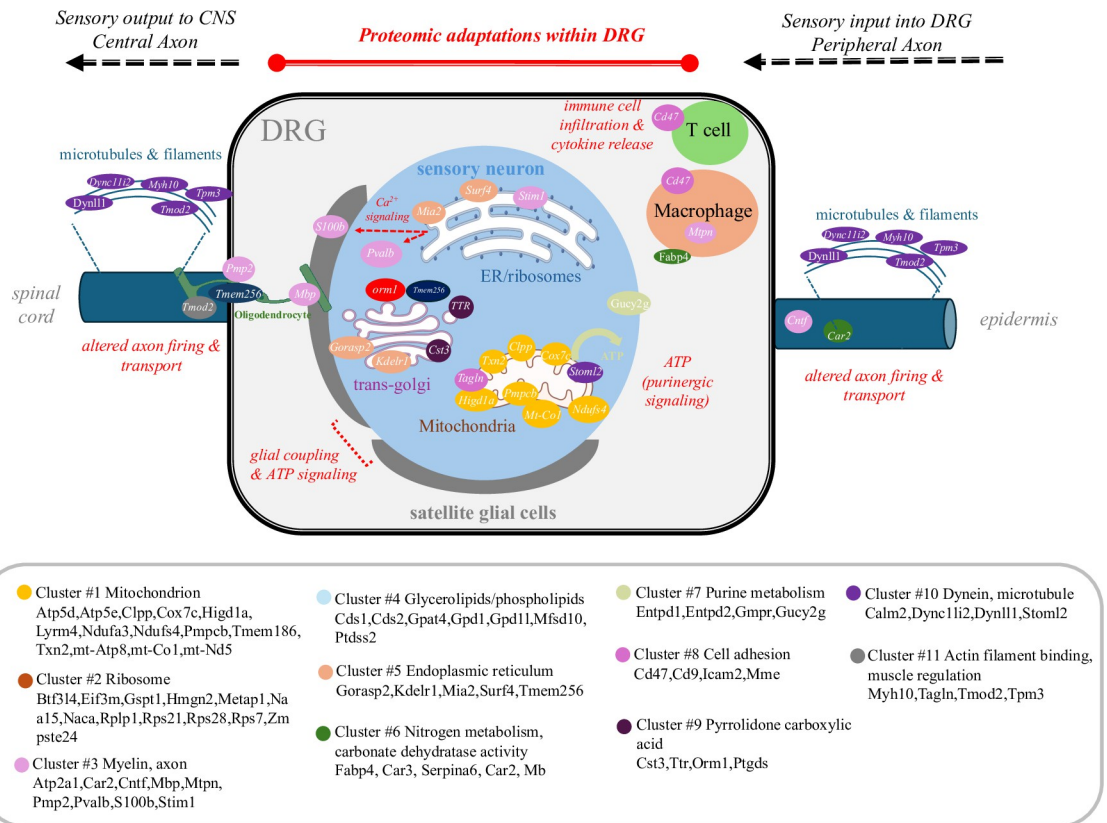 Sensory output to CNS
Central Axon
Proteomic adaptations within DRG
Sensory input into DRG
Peripheral Axon
DRG
immune cell
infiltration &
cytokine release
Cd47
T cell
microtubules & filaments
Dync11i2
Myh10
Tpm3
Dynll1
Tmod2
sensory neuron
Surf4
Stim1
Mia2
Ca2+
signaling
S100b
Pvalb
ER/ribosomes
Cd47
Macrophage
Mtpn
Fabp4
microtubules & filaments
Dync1li2
Myh10
Tpm3
Dynll1
Tmod2
spinal
cord
Pmp2
Tmem256
Tmod2
Oligodendrocyte
Mbp
orm1
Tmem256
TTR
Gorasp2
Kdelr1
Cst3
trans-golgi
Gucy2g
ATP
Txn2
Clpp
Cox7c
Stoml2
Tagln
Higd1a
Pmpcb
Mt-Co1
Ndufs4
Mitochondria
Cntf
Car2
epidermis
altered axon firing &
transport
ATP
(purinergic
signaling)
altered axon firing &
transport
glial coupling
& ATP signaling
satellite glial cells
Cluster #1 Mitochondrion
Atp5d,Atp5e,Clpp,Cox7c,Higd1a,
Lyrm4,Ndufa3,Ndufs4,Pmpcb,Tmem186,
Txn2,mt-Atp8,mt-Co1,mt-Nd5
Cluster #2 Ribosome
Btf3l4,Eif3m,Gspt1,Hmgn2,Metap1,Na
a15,Naca,Rplp1,Rps21,Rps28,Rps7,Zm
pste24
Cluster #3 Myelin, axon
Atp2a1,Car2,Cntf,Mbp,Mtpn,
Pmp2,Pvalb,S100b,Stim1
Cluster #4 Glycerolipids/phospholipids
Cds1,Cds2,Gpat4,Gpd1,Gpd1l,Mfsd10,
Ptdss2
Cluster #5 Endoplasmic reticulum
Gorasp2,Kdelr1,Mia2,Surf4,Tmem256
Cluster #6 Nitrogen metabolism,
carbonate dehydratase activity
Fabp4, Car3, Serpina6, Car2, Mb
Cluster #7 Purine metabolism
Entpd1,Entpd2,Gmpr,Gucy2g
Cluster #8 Cell adhesion
Cd47,Cd9,Icam2,Mme
Cluster #9 Pyrrolidone carboxylic
acid
Cst3,Ttr,Orm1,Ptgds
Cluster #10 Dynein, microtubule
Calm2,Dync1li2,Dynll1,Stoml2
Cluster #11 Actin filament binding,
muscle regulation
Myh10,Tagln,Tmod2,Tpm3